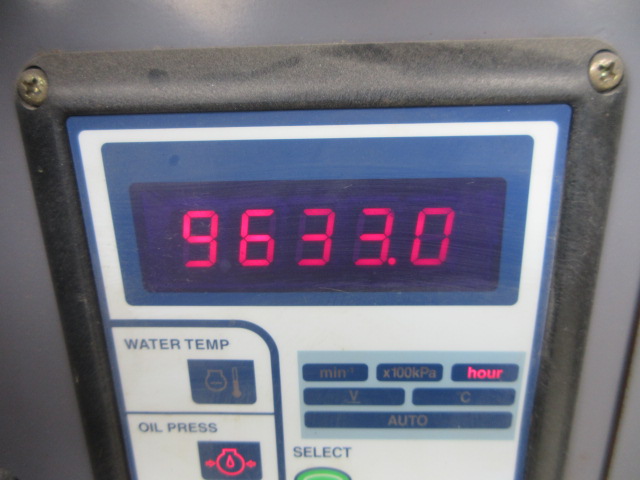 9633.0
WATER TEMP
min⁻¹ x100kPa hour
V C
AUTO
OIL PRESS
SELECT